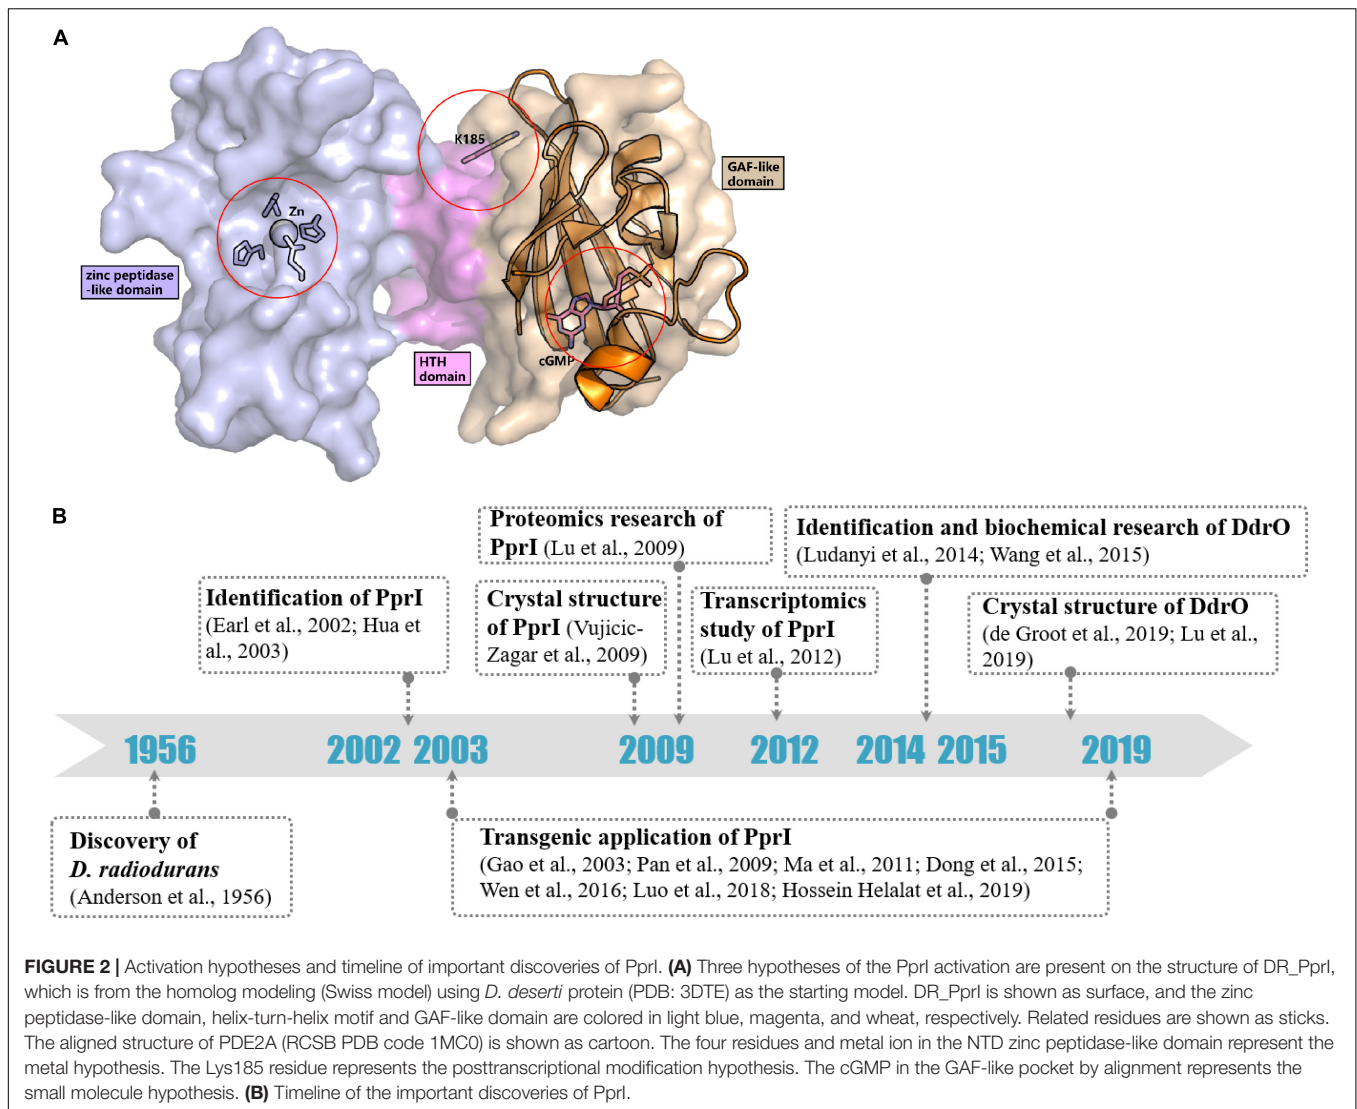 A
K185
GAF-like
domain
Zn
zinc peptidase
-like domain
HTH
domain
cGMP
B
Proteomics research of
PprI (Lu et al., 2009)
Identification and biochemical research of DdrO
(Ludanyi et al., 2014; Wang et al., 2015)
Identification of PprI
(Earl et al., 2002; Hua et
al., 2003)
Crystal structure
of PprI (Vujicic-
Zagar et al., 2009)
Transcriptomics
study of PprI
(Lu et al., 2012)
Crystal structure of DdrO
(de Groot et al., 2019; Lu et al.,
2019)
1956 2002 2003 2009 2012 2014 2015 2019
Discovery of
D. radiodurans
(Anderson et al., 1956)
Transgenic application of PprI
(Gao et al., 2003; Pan et al., 2009; Ma et al., 2011; Dong et al., 2015;
Wen et al., 2016; Luo et al., 2018; Hossein Helalat et al., 2019)
FIGURE 2 | Activation hypotheses and timeline of important discoveries of PprI. (A) Three hypotheses of the PprI activation are present on the structure of DR_PprI,
which is from the homolog modeling (Swiss model) using D. deserti protein (PDB: 3DTE) as the starting model. DR_PprI is shown as surface, and the zinc
peptidase-like domain, helix-turn-helix motif and GAF-like domain are colored in light blue, magenta, and wheat, respectively. Related residues are shown as sticks.
The aligned structure of PDE2A (RCSB PDB code 1MC0) is shown as cartoon. The four residues and metal ion in the NTD zinc peptidase-like domain represent the
metal hypothesis. The Lys185 residue represents the posttranscriptional modification hypothesis. The cGMP in the GAF-like pocket by alignment represents the
small molecule hypothesis. (B) Timeline of the important discoveries of PprI.